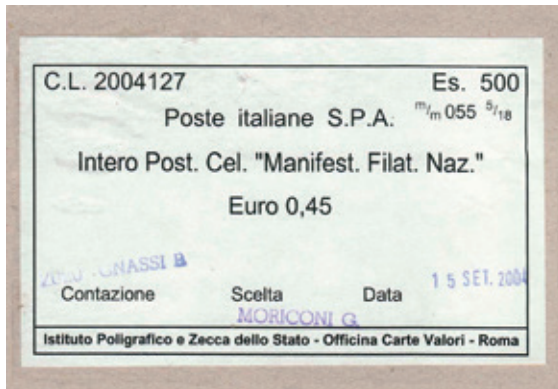 C.L. 2004127 Es. 500
Poste italiane S.P.A. m/m 055 5/18
Intero Post. Cel. "Manifest. Filat. Naz."
Euro 0,45
15 SET. 2004
Contazione Scelta Data
MORICONI G.
Istituto Poligrafico e Zecca dello Stato - Officina Carte Valori - Roma